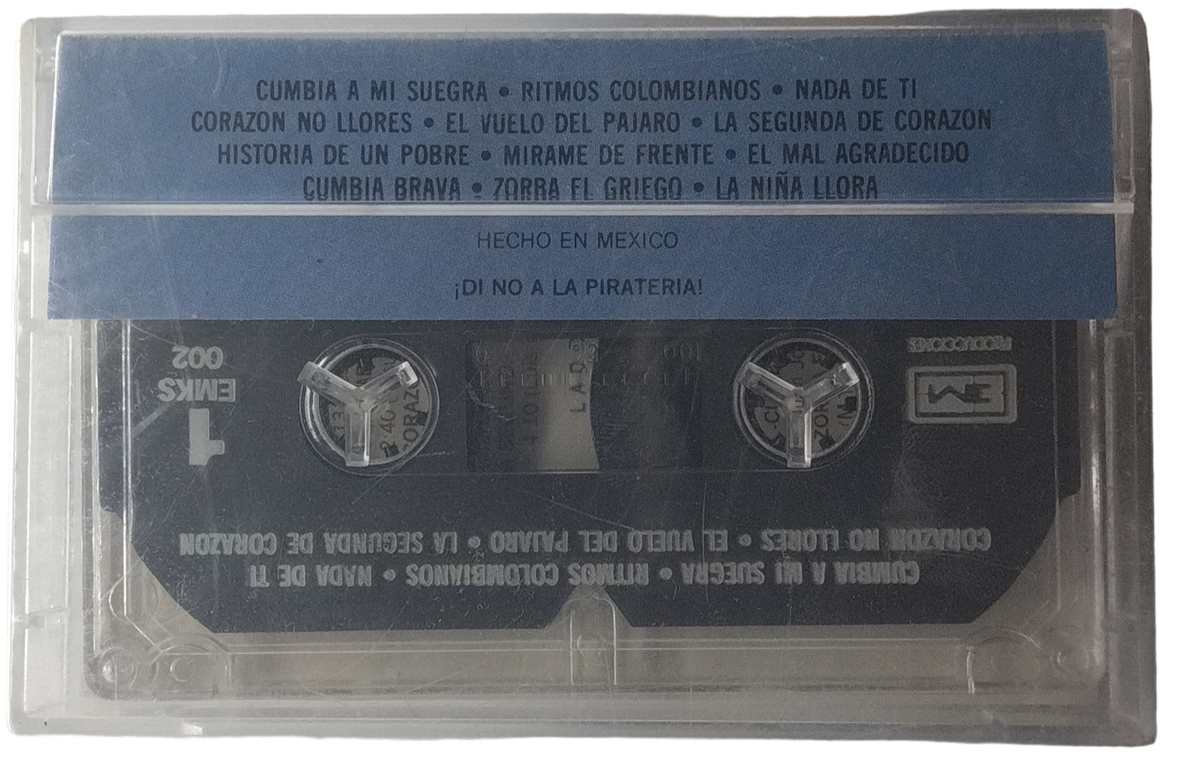 CUMBIA A MI SUEGRA • RITMOS COLOMBIANOS • NADA DE TI
CORAZON NO LLORES • EL VUELO DEL PAJARO • LA SEGUNDA DE CORAZON
HISTORIA DE UN POBRE • MIRAME DE FRENTE • EL MAL AGRADECIDO
CUMBIA BRAVA • ZORRA EL GRIEGO • LA NIÑA LLORA
HECHO EN MEXICO
¡DI NO A LA PIRATERIA!
EM
PRODUCCIONES
1
EMKS
002
CUMBIA A MI SUEGRA • RITMOS COLOMBIANOS • NADA DE TI
CORAZON NO LLORES • EL VUELO DEL PAJARO • LA SEGUNDA DE CORAZON